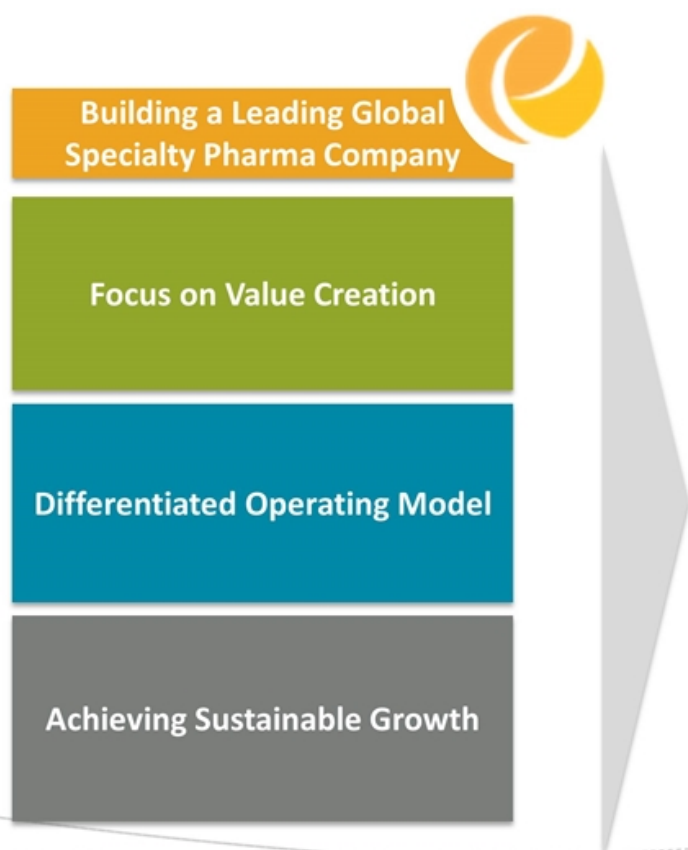 Building a Leading Global
Specialty Pharma Company
Focus on Value Creation
Differentiated Operating Model
Achieving Sustainable Growth